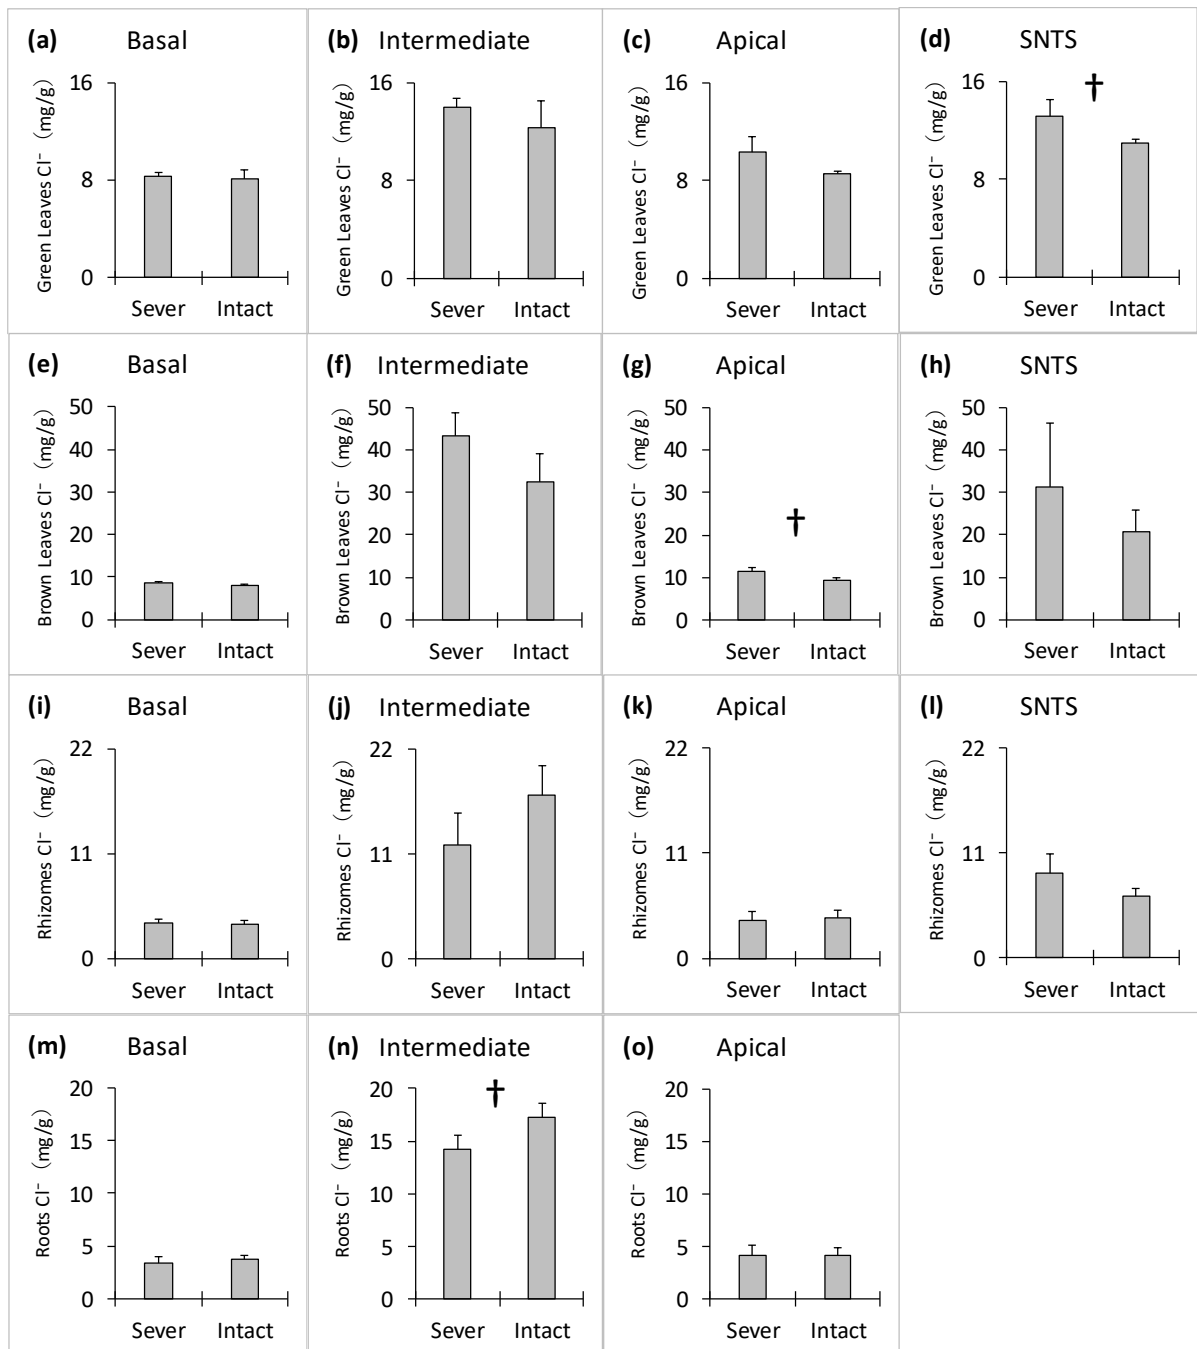 (a) Basal
Green Leaves Cl⁻ (mg/g)
16
8
0
Sever Intact
(b) Intermediate
Green Leaves Cl⁻ (mg/g)
16
8
0
Sever Intact
(c) Apical
Green Leaves Cl⁻ (mg/g)
16
8
0
Sever Intact
(d) SNTS
Green Leaves Cl⁻ (mg/g)
16
8
0
†
Sever Intact
(e) Basal
Brown Leaves Cl⁻ (mg/g)
50
40
30
20
10
0
Sever Intact
(f) Intermediate
Brown Leaves Cl⁻ (mg/g)
50
40
30
20
10
0
Sever Intact
(g) Apical
Brown Leaves Cl⁻ (mg/g)
50
40
30
20
10
0
†
Sever Intact
(h) SNTS
Brown Leaves Cl⁻ (mg/g)
50
40
30
20
10
0
Sever Intact
(i) Basal
Rhizomes Cl⁻ (mg/g)
22
11
0
Sever Intact
(j) Intermediate
Rhizomes Cl⁻ (mg/g)
22
11
0
Sever Intact
(k) Apical
Rhizomes Cl⁻ (mg/g)
22
11
0
Sever Intact
(l) SNTS
Rhizomes Cl⁻ (mg/g)
22
11
0
Sever Intact
(m) Basal
Roots Cl⁻ (mg/g)
20
15
10
5
0
Sever Intact
(n) Intermediate
Roots Cl⁻ (mg/g)
20
15
10
5
0
†
Sever Intact
(o) Apical
Roots Cl⁻ (mg/g)
20
15
10
5
0
Sever Intact